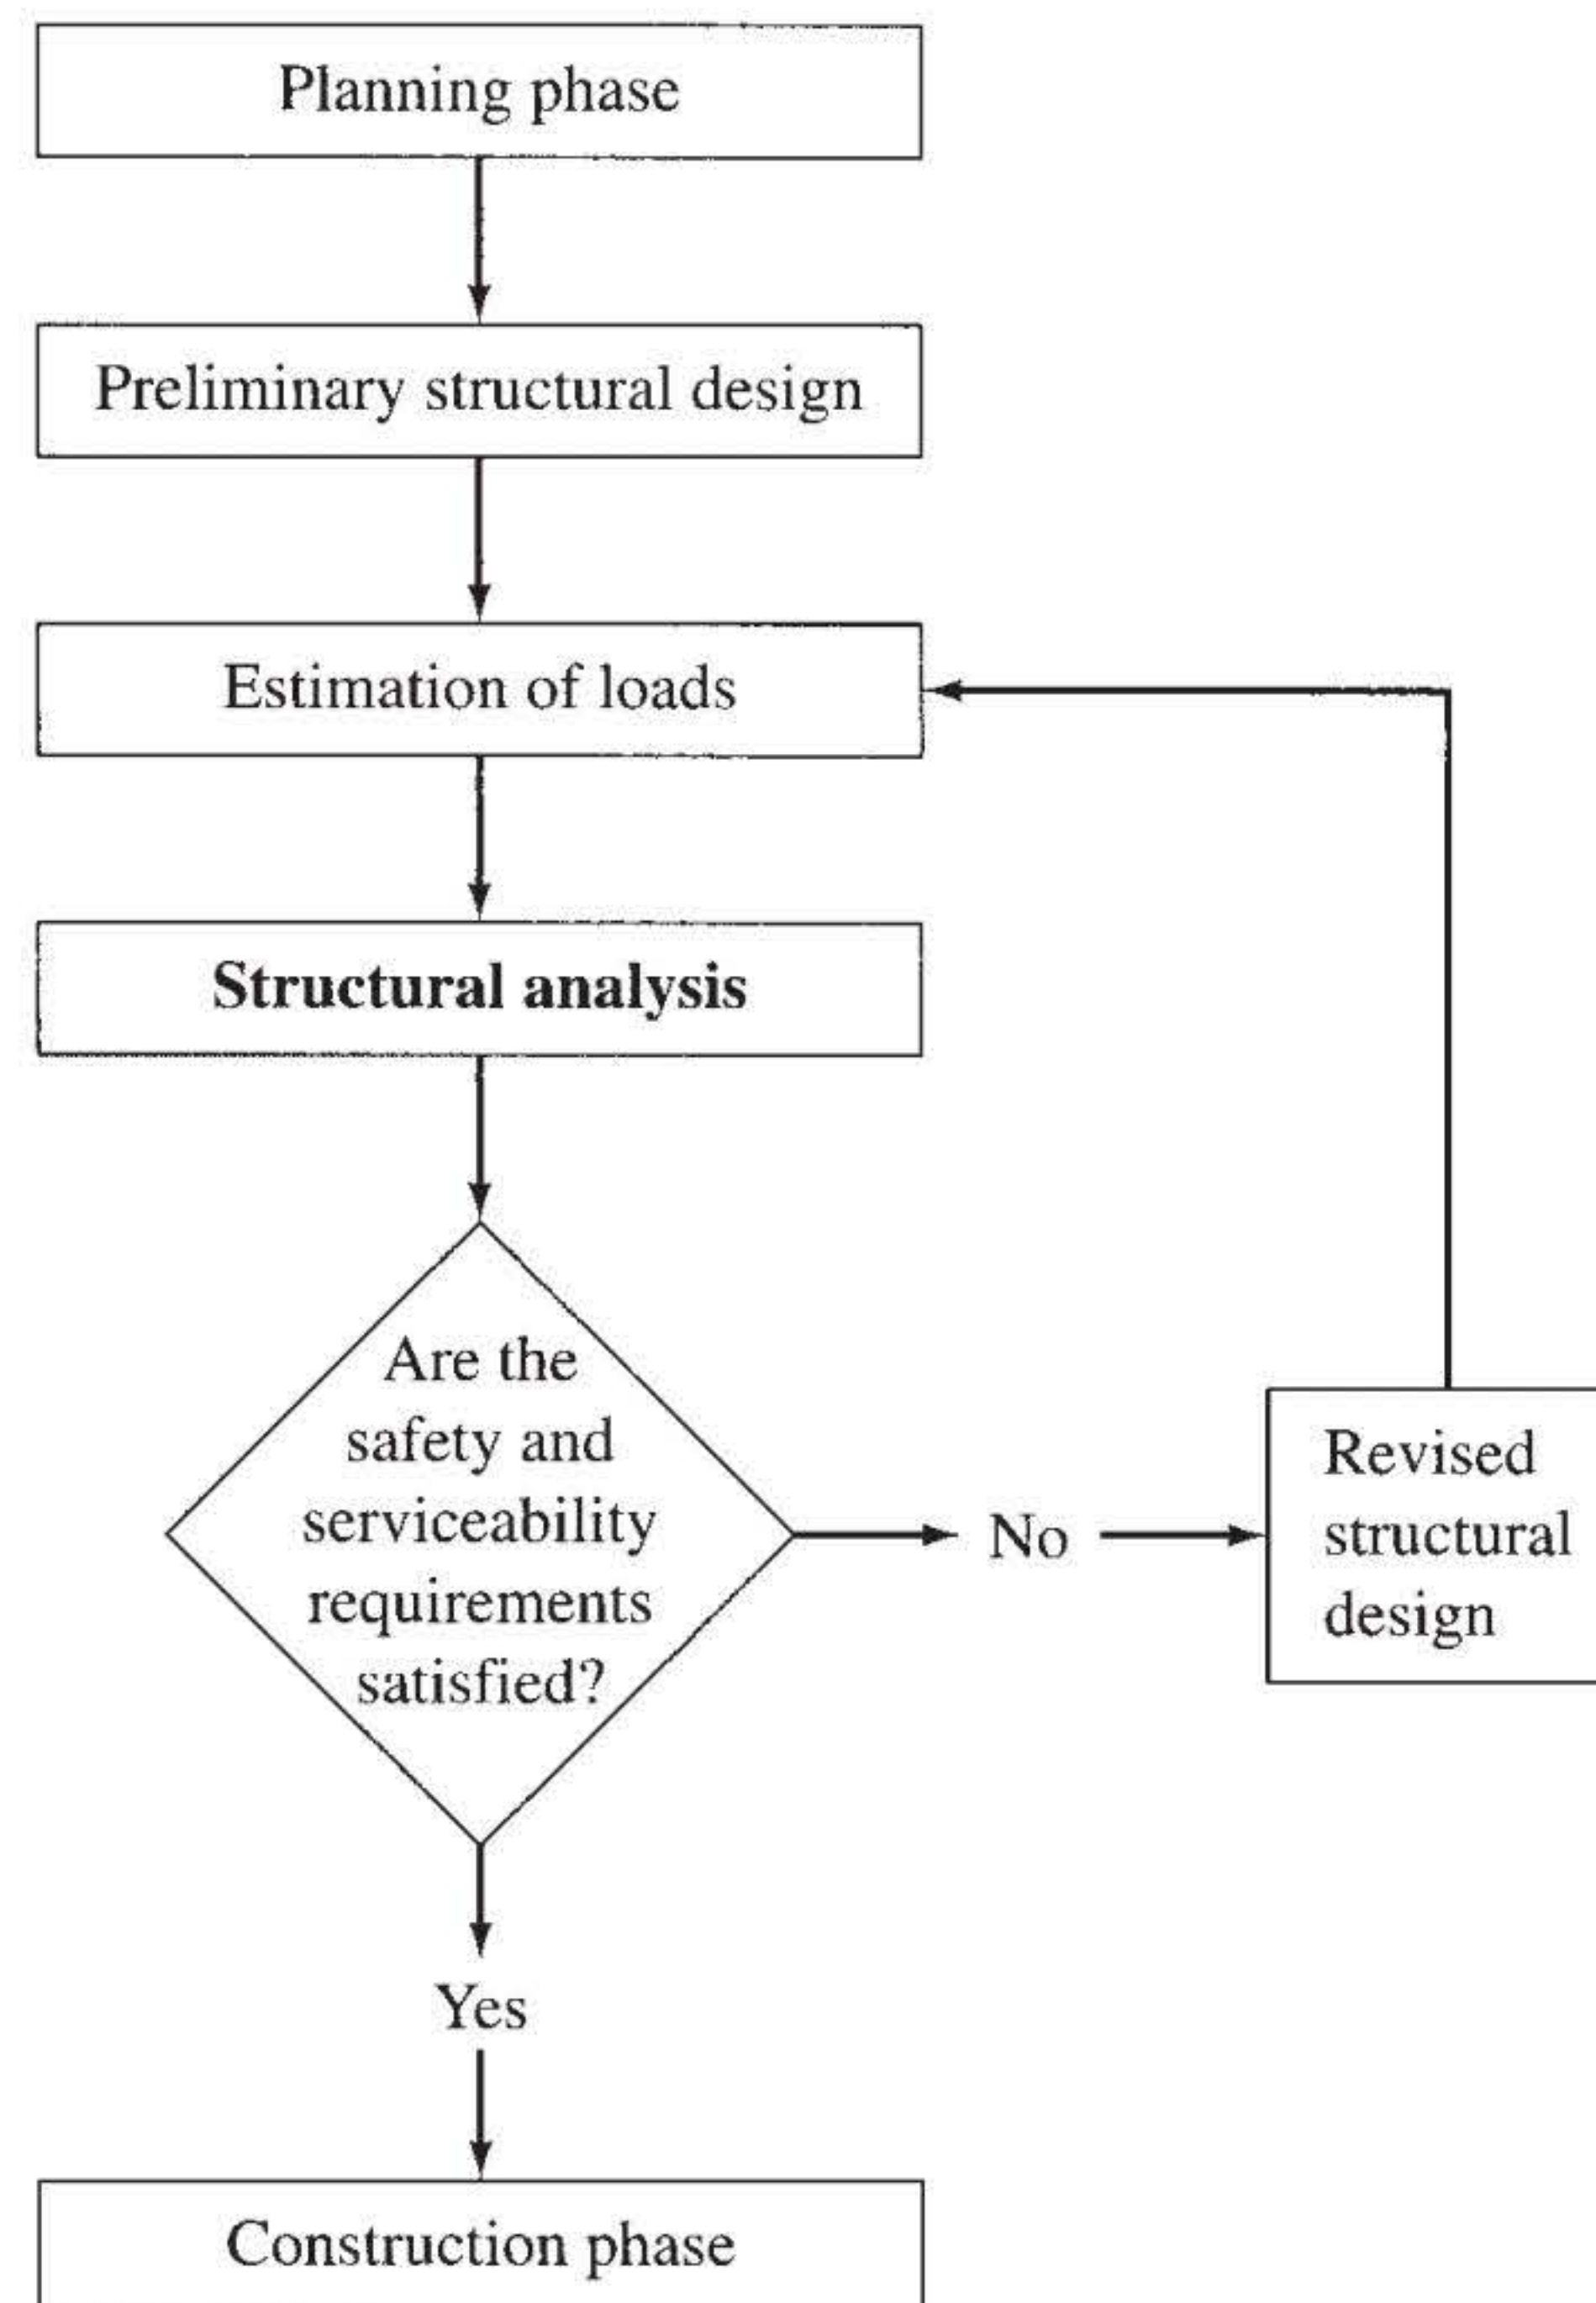 Planning phase
Preliminary structural design
Estimation of loads
Structural analysis
Are the
safety and
serviceability
requirements
satisfied?
No
Revised
structural
design
Yes
Construction phase